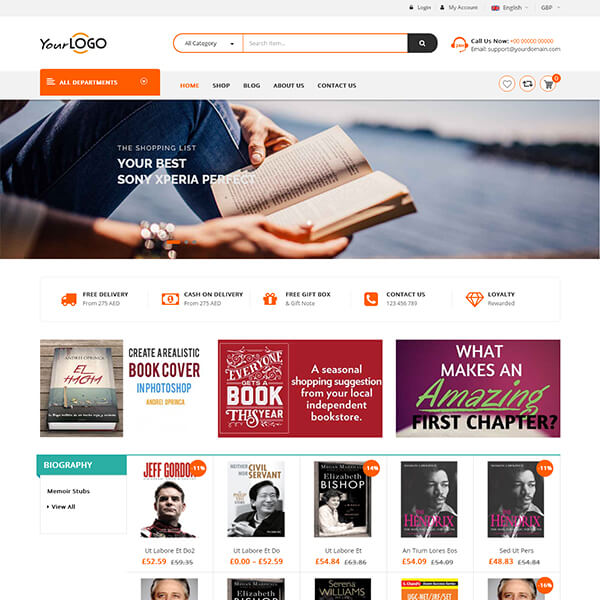 Login My Account English GBP
YourLOGO
All Category Search Item...
Call Us Now: +00 00000 00000
Email: support@yourdomain.com
ALL DEPARTMENTS
HOME SHOP BLOG ABOUT US CONTACT US
0
THE SHOPPING LIST
YOUR BEST
SONY XPERIA PERFECT
FREE DELIVERY
From 275 AED
CASH ON DELIVERY
From 275 AED
FREE GIFT BOX
& Gift Note
CONTACT US
123 456 789
LOYALTY
Rewarded
ANDREI OPRINCA
EL
HACHA
CREATE A REALISTIC
BOOK COVER
IN PHOTOSHOP
ANDREI OPRINCA
EVERYONE
GETS A
BOOK
THIS YEAR
A seasonal
shopping suggestion
from your local
independent
bookstore.
WHAT
MAKES AN
Amazing
FIRST CHAPTER?
BIOGRAPHY
Memoir Stubs
View All
JEFF GORDO
-11%
Ut Labore Et Do2
£52.59 £59.35
NEITHER CIVIL
NOR SERVANT
Ut Labore Et Do
£0.00 – £52.59
MEGAN MARSHALL
-14%
Elizabeth
BISHOP
Ut Labore Et
£54.84 £63.86
SHARON LAWRENCE
HENDRIX
An Tium Lores Eos
£54.09 £54.09
SHARON LAWRENCE
-11%
HENDRIX
Sed Ut Pers
£48.83 £54.84
MEGAN MARSHALL
Elizabeth
BISHOP
Serena
WILLIAMS
UGC-NET/JRF/SET
-16%